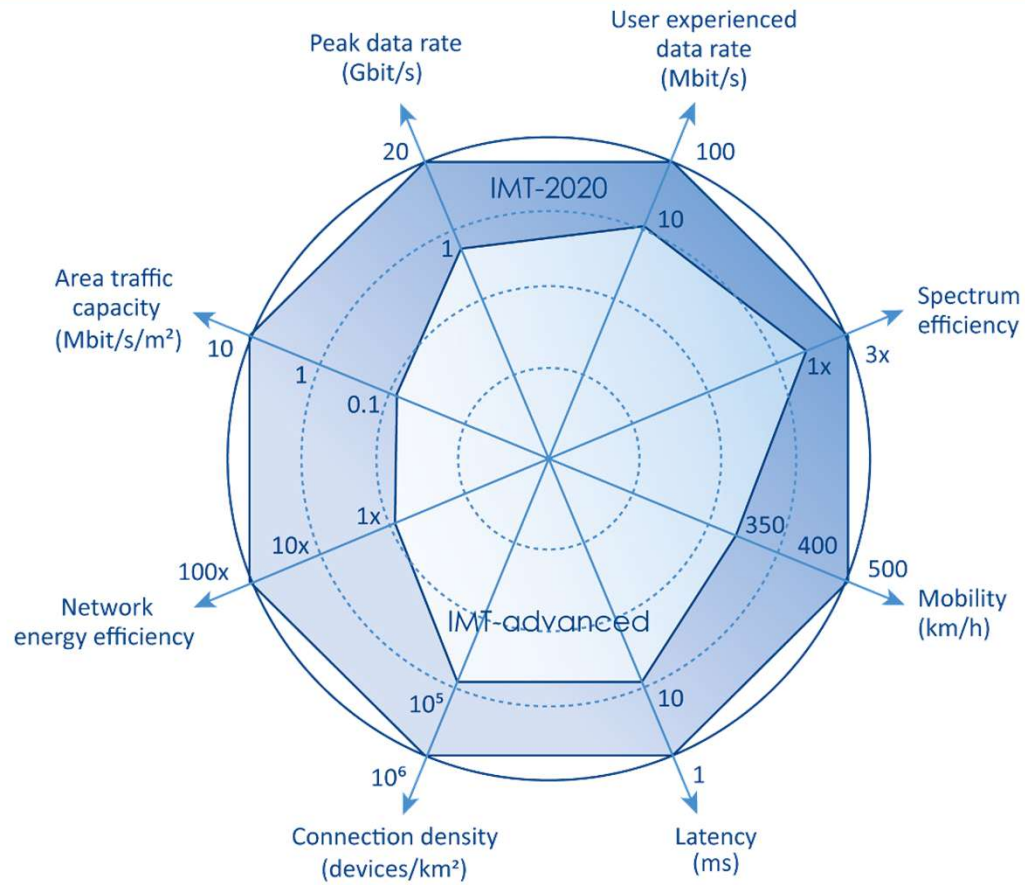 User experienced
data rate
(Mbit/s)
Peak data rate
(Gbit/s)
20
100
IMT-2020
10
1
Area traffic
capacity
(Mbit/s/m²)
Spectrum
efficiency
10
1
0.1
1x
3x
1x
10x
100x
350
400
500
Network
energy efficiency
Mobility
(km/h)
IMT-advanced
10⁵
10
10⁶
1
Connection density
(devices/km²)
Latency
(ms)